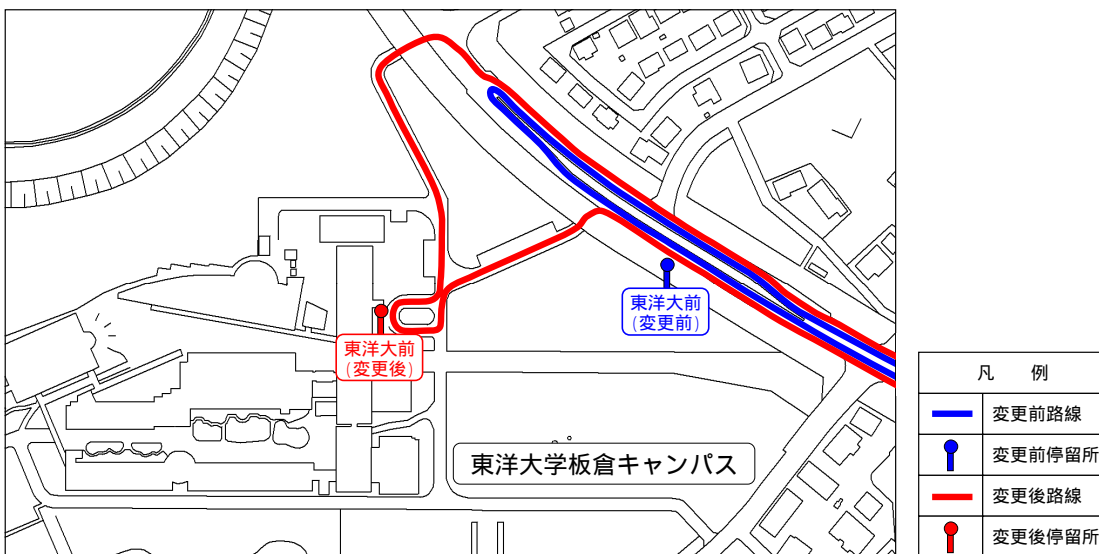 東洋大前
(変更前)
東洋大前
(変更後)
東洋大学板倉キャンパス
凡 例
変更前路線
変更前停留所
変更後路線
変更後停留所